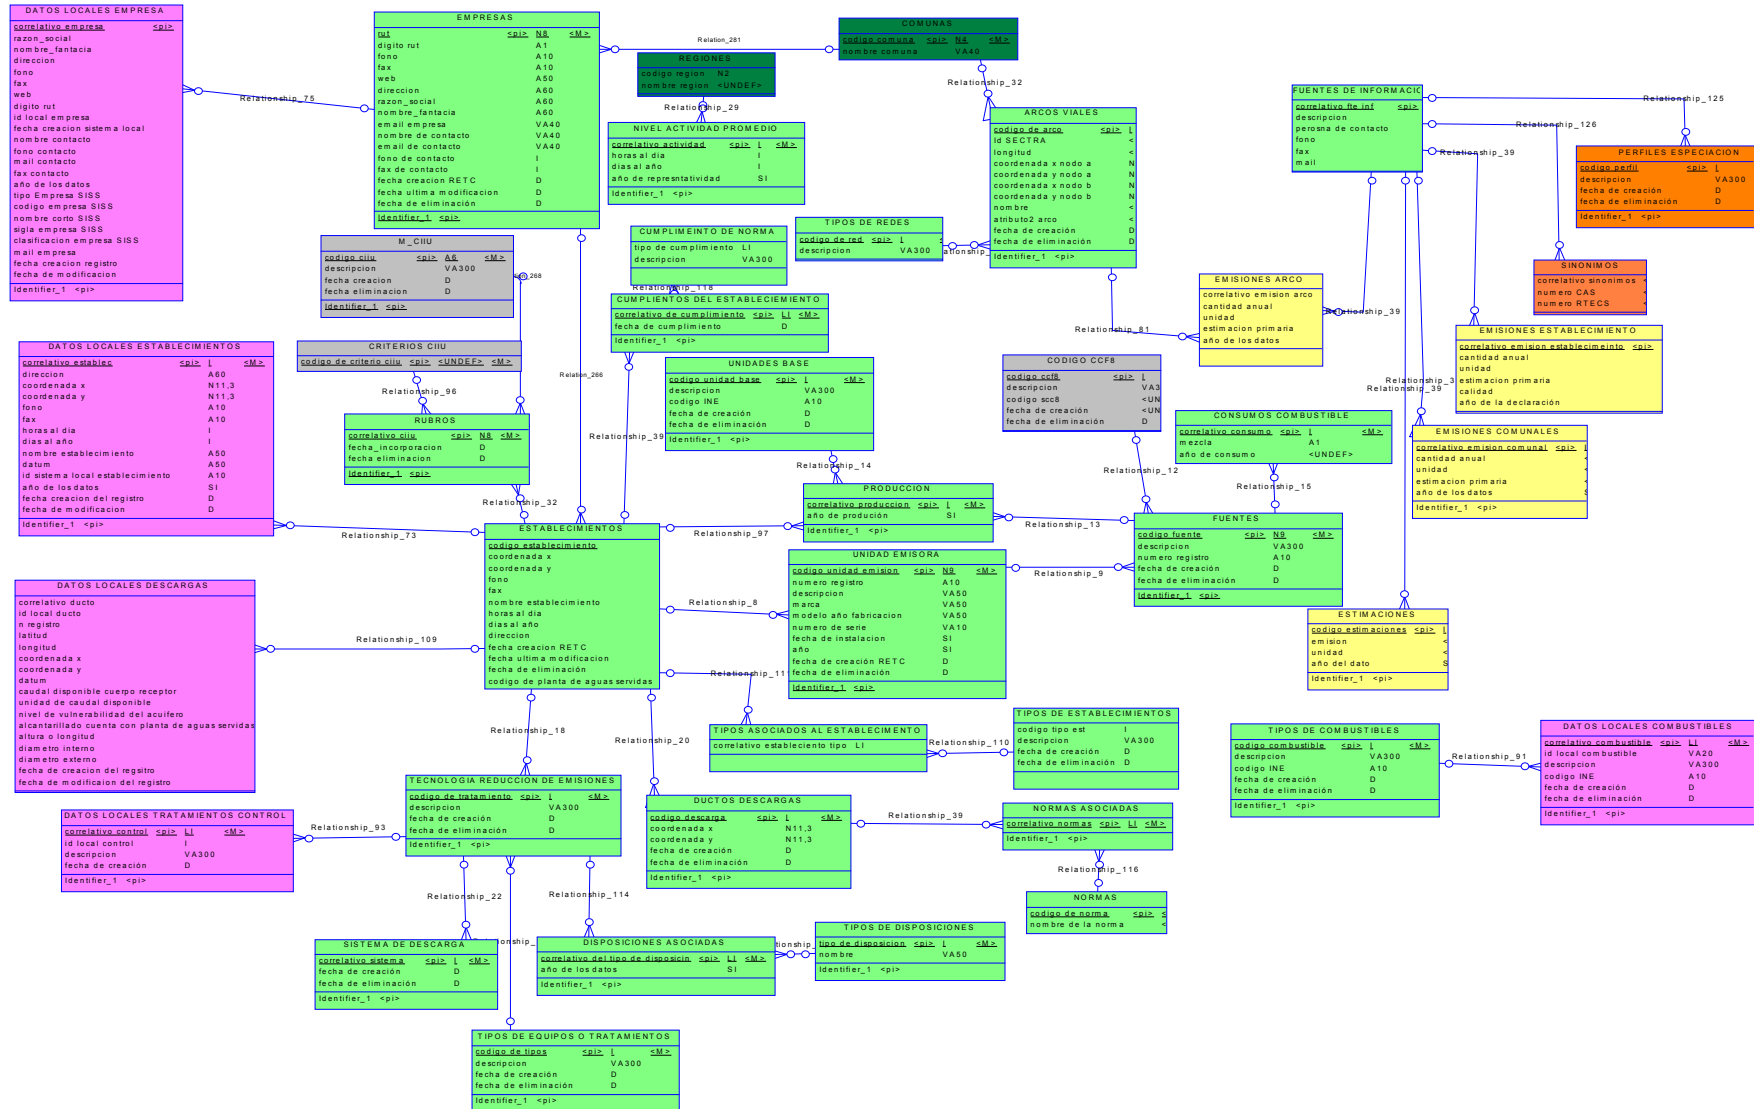 DATOS LOCALES EMPRESA
correlativo empresa <pi>
razon_social
nombre_fantacia
direccion
fono
fax
web
digito rut
id local empresa
fecha creacion sistema local
nombre contacto
fono contacto
mail contacto
fax contacto
año de los datos
tipo Empresa SISS
codigo empresa SISS
nombre corto SISS
sigla empresa SISS
clasificacion empresa SISS
mail empresa
fecha creacion registro
fecha de modificacion
Identifier_1 <pi>
Relationship_75
EMPRESAS
rut <pi> N8 <M>
digito rut A1
fono A10
fax A10
web A50
direccion A60
razon_social A60
nombre_fantacia A60
email empresa VA40
nombre de contacto VA40
email de contacto VA40
fono de contacto I
fax de contacto I
fecha creacion RETC D
fecha ultima modificacion D
fecha de eliminación D
Identifier_1 <pi>
Relation_281
COMUNAS
codigo comuna <pi> N4 <M>
nombre comuna VA40
REGIONES
codigo region N2
nombre region <UNDEF>
Relationship_29
Relationship_32
NIVEL ACTIVIDAD PROMEDIO
correlativo actividad <pi> I <M>
horas al dia I
dias al año I
año de represntatividad SI
Identifier_1 <pi>
ARCOS VIALES
codigo de arco <pi> I
id SECTRA <
longitud <
coordenada x nodo a N
coordenada y nodo a N
coordenada x nodo b N
coordenada y nodo b N
nombre <
atributo2 arco <
fecha de creación D
fecha de eliminación D
Identifier_1 <pi>
FUENTES DE INFORMACIC
correlativo fte inf <pi>
descripcion
perosna de contacto
fono
fax
mail
Relationship_125
Relationship_126
Relationship_39
PERFILES ESPECIACION
codigo perfil <pi> I
descripcion VA300
fecha de creación D
fecha de eliminación D
Identifier_1 <pi>
SINONIMOS
correlativo sinonimos <
numero CAS <
numero RTECS <
TIPOS DE REDES
codigo de red <pi> I
descripcion VA300
M_CIIU
codigo ciiu <pi> A6 <M>
descripcion VA300
fecha creacion D
fecha eliminacion D
Identifier_1 <pi>
_268
CUMPLIMEINTO DE NORMA
tipo de cumplimiento LI
descripcion VA300
Relationship_118
CUMPLIENTOS DEL ESTABLECIEMIENTO
correlativo de cumplimiento <pi> LI <M>
fecha de cumplimiento D
Identifier_1 <pi>
EMISIONES ARCO
correlativo emision arco
cantidad anual
unidad
estimacion primaria
año de los datos
Relationship_81
Relationship_39
EMISIONES ESTABLECIMIENTO
correlativo emision establecimeinto <pi>
cantidad anual
unidad
estimacion primaria
calidad
año de la declaración
Relationship_3
Relationship_39
DATOS LOCALES ESTABLECIMIENTOS
correlativo establec <pi> I <M>
direccion A60
coordenada x N11,3
coordenada y N11,3
fono A10
fax A10
horas al dia I
dias al año I
nombre establecimiento A50
datum A50
id sistema local establecimiento A10
año de los datos SI
fecha creacion del registro D
fecha de modificacion D
Identifier_1 <pi>
CRITERIOS CIIU
codigo de criterio ciiu <pi> <UNDEF> <M>
Relationship_96
RUBROS
correlativo ciiu <pi> N8 <M>
fecha_incorporacion D
fecha eliminacion D
Identifier_1 <pi>
Relation_266
Relationship_39
Relationship_32
UNIDADES BASE
codigo unidad base <pi> I <M>
descripcion VA300
codigo INE A10
fecha de creación D
fecha de eliminación D
Identifier_1 <pi>
Relationship_14
CODIGO CCF8
codigo ccf8 <pi> I
descripcion VA3
codigo scc8 <UN
fecha de creación <UN
fecha de eliminación D
Relationship_12
CONSUMOS COMBUSTIBLE
correlativo consumo <pi> I <M>
mezcla A1
año de consumo <UNDEF>
Relationship_15
EMISIONES COMUNALES
correlativo emision comunal <pi> I
cantidad anual <
unidad <
estimacion primaria <
año de los datos S
Identifier_1 <pi>
PRODUCCION
correlativo produccion <pi> I <M>
año de produción SI
Identifier_1 <pi>
Relationship_13
Relationship_97
Relationship_73
FUENTES
codigo fuente <pi> N9 <M>
descripcion VA300
numero registro A10
fecha de creación D
fecha de eliminación D
Identifier_1 <pi>
ESTABLECIMIENTOS
codigo establecimiento
coordenada x
coordenada y
fono
fax
nombre establecimiento
horas al dia
dias al año
direccion
fecha creacion RETC
fecha ultima modificacion
fecha de eliminación
codigo de planta de aguas servidas
UNIDAD EMISORA
codigo unidad emision <pi> N9 <M>
numero registro A10
descripcion VA50
marca VA50
modelo año fabricacion VA50
numero de serie VA10
fecha de instalacion SI
año SI
fecha de creación RETC D
fecha de eliminación D
Identifier_1 <pi>
Relationship_9
Relationship_8
Relationship_109
DATOS LOCALES DESCARGAS
correlativo ducto
id local ducto
n registro
latitud
longitud
coordenada x
coordenada y
datum
caudal disponible cuerpo receptor
unidad de caudal disponible
nivel de vulnerabilidad del acuifero
alcantarillado cuenta con planta de aguas servidas
altura o longitud
diametro interno
diametro externo
fecha de creacion del regsitro
fecha de modificaion del registro
ESTIMACIONES
codigo estimaciones <pi> I
emision <
unidad <
año del dato S
Identifier_1 <pi>
Relationship_11
Relationship_18
Relationship_20
TIPOS ASOCIADOS AL ESTABLECIMENTO
correlativo estableciento tipo LI
Relationship_110
TIPOS DE ESTABLECIMIENTOS
codigo tipo est I
descripcion VA300
fecha de creación D
fecha de eliminación D
TIPOS DE COMBUSTIBLES
codigo combustible <pi> I <M>
descripcion VA300
codigo INE A10
fecha de creación D
fecha de eliminación D
Identifier_1 <pi>
Relationship_91
DATOS LOCALES COMBUSTIBLES
correlativo combustible <pi> LI <M>
id local combustible VA20
descripcion VA300
codigo INE A10
fecha de creación D
fecha de eliminación D
Identifier_1 <pi>
TECNOLOGIA REDUCCION DE EMISIONES
codigo de tratamiento <pi> I <M>
descripcion VA300
fecha de creación D
fecha de eliminación D
Identifier_1 <pi>
DUCTOS DESCARGAS
codigo descarga <pi> I <M>
coordenada x N11,3
coordenada y N11,3
fecha de creación D
fecha de eliminación D
Identifier_1 <pi>
Relationship_39
NORMAS ASOCIADAS
correlativo normas <pi> LI <M>
Identifier_1 <pi>
Relationship_116
NORMAS
codigo de norma <pi> <
nombre de la norma <
DATOS LOCALES TRATAMIENTOS CONTROL
correlativo control <pi> LI <M>
id local control I
descripcion VA300
fecha de creación D
Identifier_1 <pi>
Relationship_93
Relationship_22
Relationship_114
SISTEMA DE DESCARGA
correlativo sistema <pi> I <M>
fecha de creación D
fecha de eliminación D
Identifier_1 <pi>
DISPOSICIONES ASOCIADAS
correlativo del tipo de disposicin <pi> LI <M>
año de los datos SI
Identifier_1 <pi>
TIPOS DE DISPOSICIONES
tipo de disposicion <pi> I <M>
nombre VA50
Identifier_1 <pi>
TIPOS DE EQUIPOS O TRATAMIENTOS
codigo de tipos <pi> I <M>
descripcion VA300
fecha de creación D
fecha de eliminación D
Identifier_1 <pi>